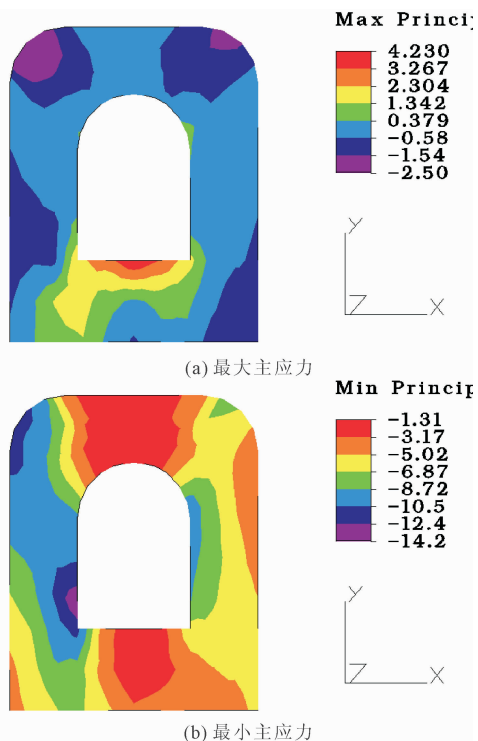 Max Princip
4.230
3.267
2.304
1.342
0.379
-0.58
-1.54
-2.50
Y
Z
X
(a) 最大主应力
Min Princip
-1.31
-3.17
-5.02
-6.87
-8.72
-10.5
-12.4
-14.2
Y
Z
X
(b) 最小主应力